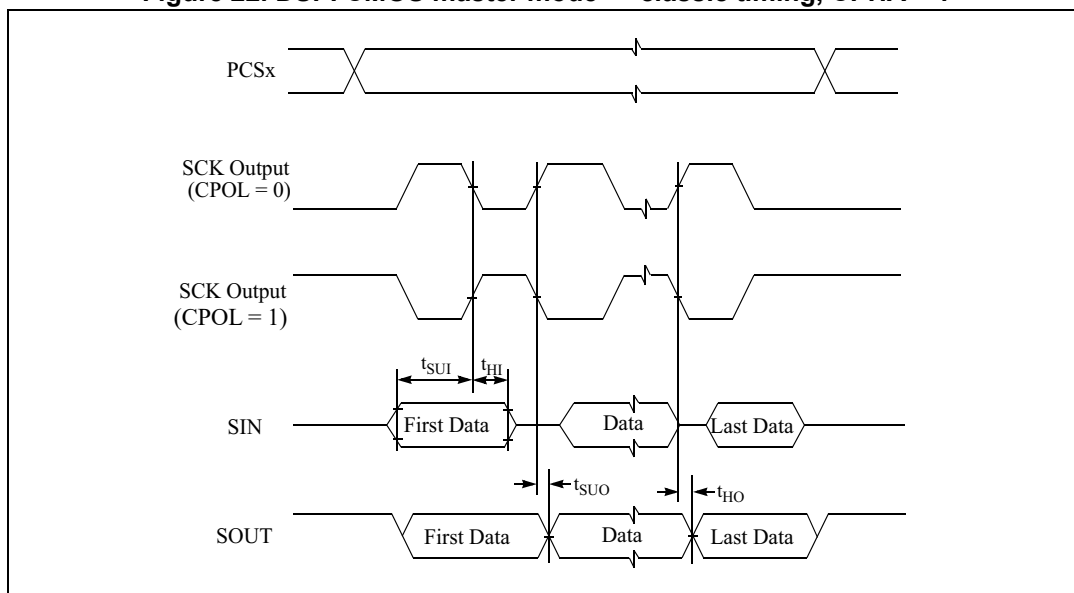 PCSx
SCK Output
(CPOL = 0)
SCK Output
(CPOL = 1)
tSUI
tHI
SIN
First Data
Data
Last Data
tSUO
tHO
SOUT
First Data
Data
Last Data